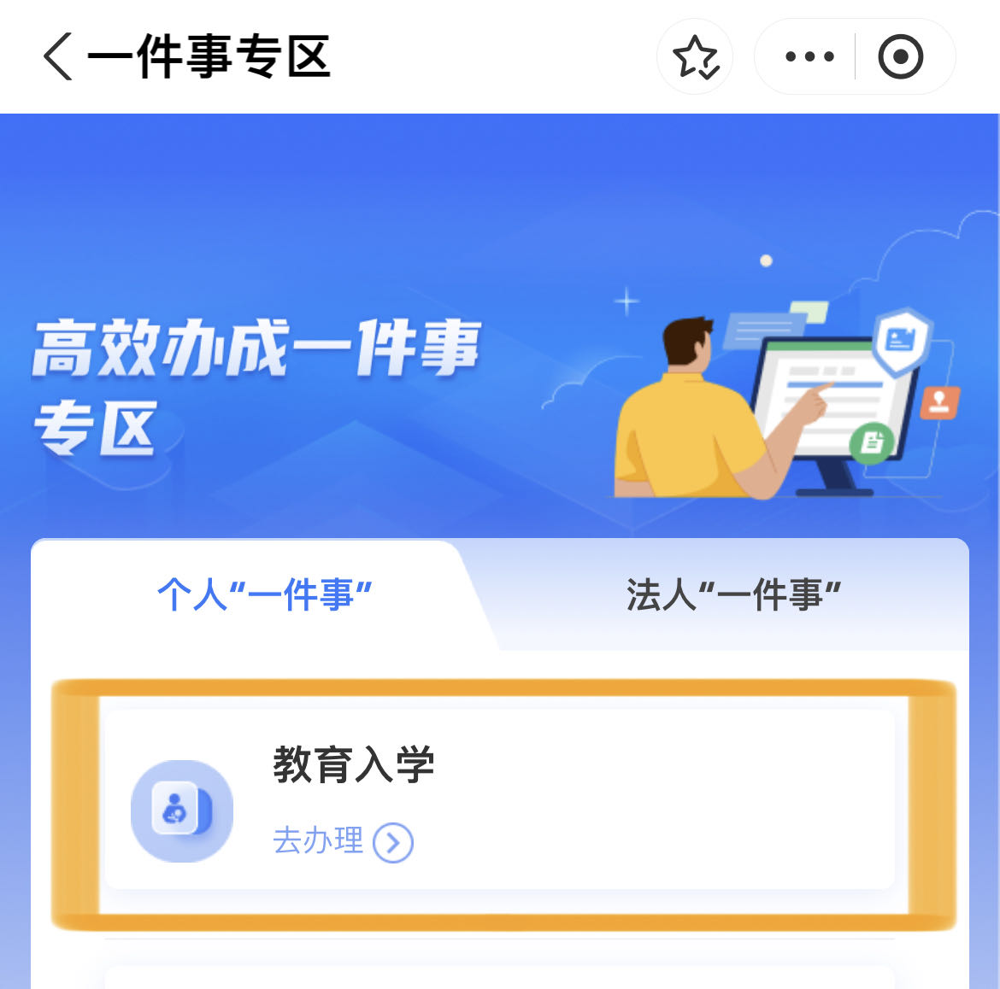 一件事专区
高效办成一件事
专区
个人“一件事” 法人“一件事”
教育入学
去办理